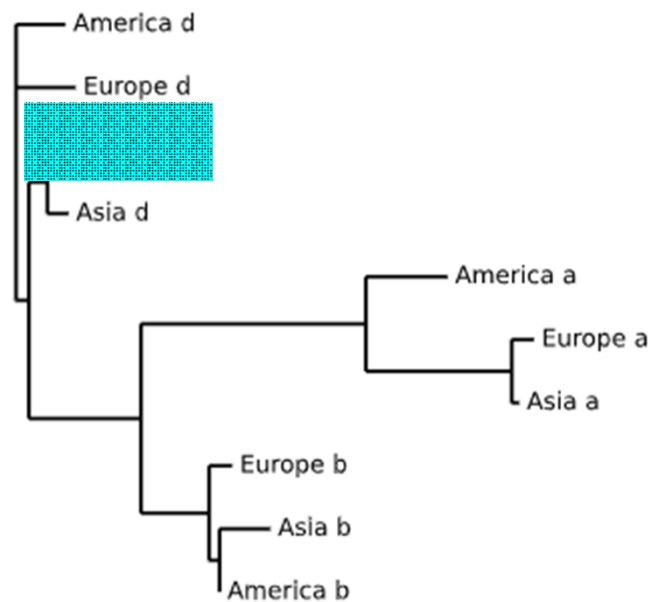 America d
Europe d
Asia d
America a
Europe a
Asia a
Europe b
Asia b
America b